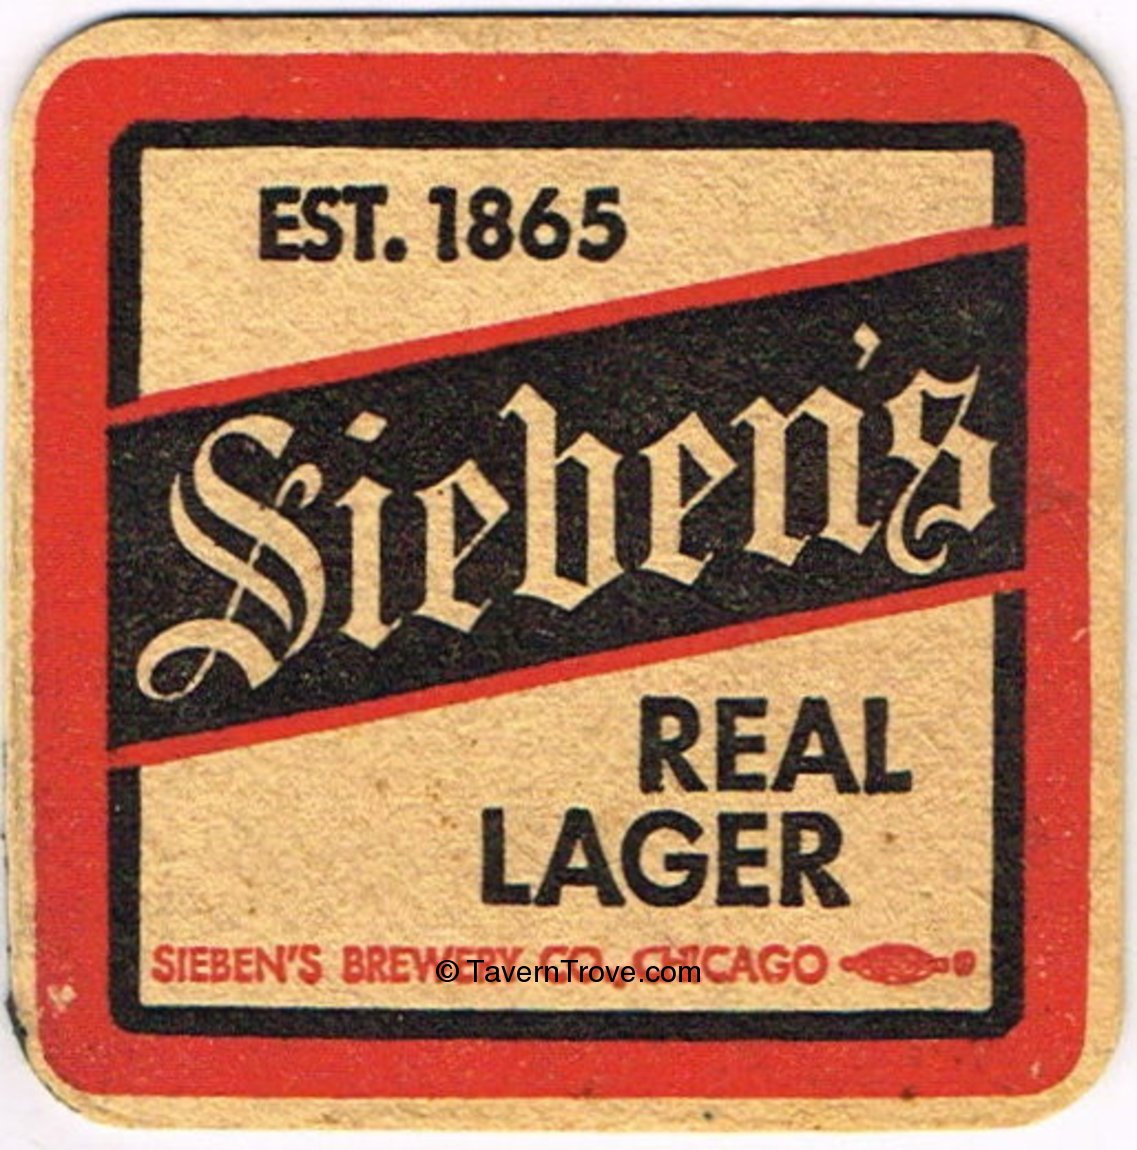 EST. 1865
Sieben's
REAL
LAGER
SIEBEN'S BREWERY CO. CHICAGO
© TavernTrove.com